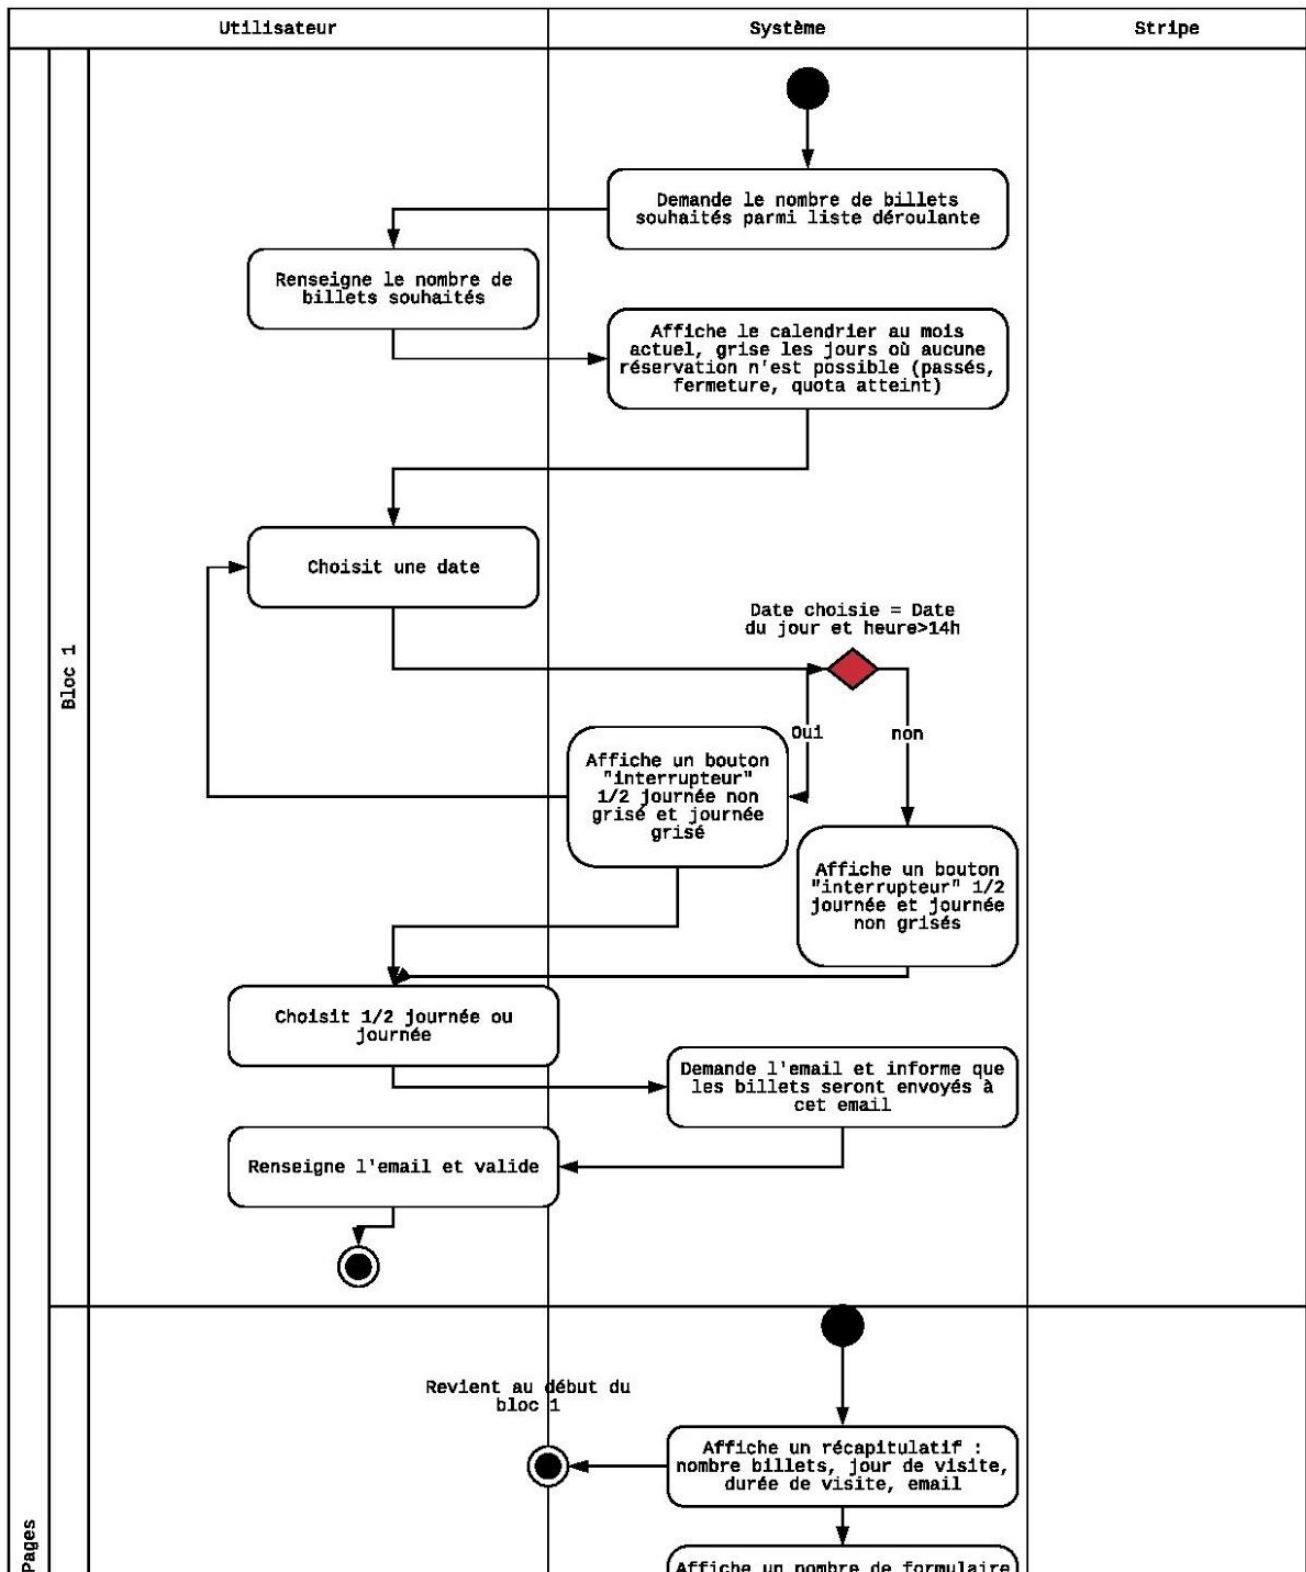 Utilisateur
Système
Stripe
Demande le nombre de billets
souhaités parmi liste déroulante
Renseigne le nombre de
billets souhaités
Affiche le calendrier au mois
actuel, grise les jours où aucune
réservation n'est possible (passés,
fermeture, quota atteint)
Choisit une date
Date choisie = Date
du jour et heure>14h
Oui
non
Affiche un bouton
"interrupteur"
1/2 journée non
grisé et journée
grisé
Affiche un bouton
"interrupteur" 1/2
journée et journée
non grisés
Choisit 1/2 journée ou
journée
Demande l'email et informe que
les billets seront envoyés à
cet email
Renseigne l'email et valide
Bloc 1
Revient au début du
bloc 1
Affiche un récapitulatif :
nombre billets, jour de visite,
durée de visite, email
Affiche un nombre de formulaire
Pages